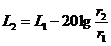 L₂ = L₁ − 20 lg r₂/r₁